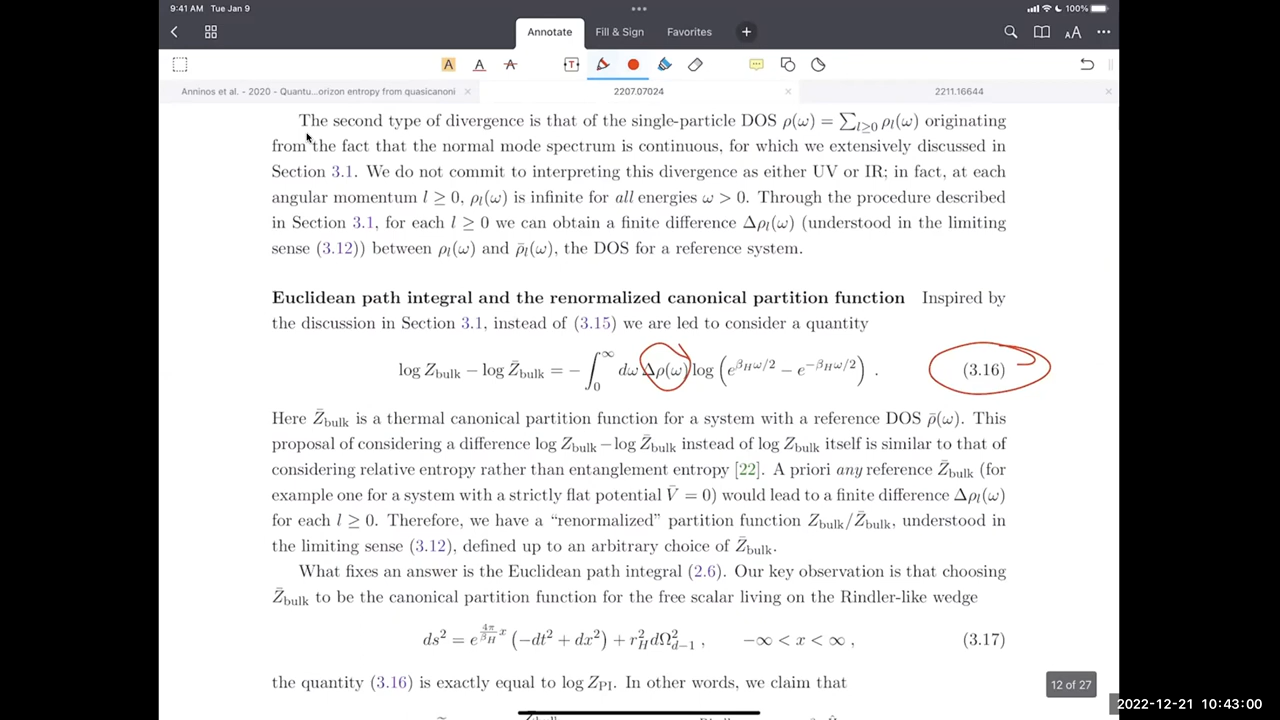 9:41 AM Tue Jan 9
100%
Annotate Fill & Sign Favorites
Anninos et al. - 2020 - Quantu...orizon entropy from quasicanoni 2207.07024 2211.16644
The second type of divergence is that of the single-particle DOS ρ(ω) = ∑_{l≥0} ρ_l(ω) originating
from the fact that the normal mode spectrum is continuous, for which we extensively discussed in
Section 3.1. We do not commit to interpreting this divergence as either UV or IR; in fact, at each
angular momentum l ≥ 0, ρ_l(ω) is infinite for all energies ω > 0. Through the procedure described
in Section 3.1, for each l ≥ 0 we can obtain a finite difference Δρ_l(ω) (understood in the limiting
sense (3.12)) between ρ_l(ω) and ρ̄_l(ω), the DOS for a reference system.
Euclidean path integral and the renormalized canonical partition function Inspired by
the discussion in Section 3.1, instead of (3.15) we are led to consider a quantity
log Z_bulk − log Z̄_bulk = − ∫_0^∞ dω Δρ(ω) log (e^{β_H ω/2} − e^{−β_H ω/2}) . (3.16)
Here Z̄_bulk is a thermal canonical partition function for a system with a reference DOS ρ̄(ω). This
proposal of considering a difference log Z_bulk − log Z̄_bulk instead of log Z_bulk itself is similar to that of
considering relative entropy rather than entanglement entropy [22]. A priori any reference Z̄_bulk (for
example one for a system with a strictly flat potential V̄ = 0) would lead to a finite difference Δρ_l(ω)
for each l ≥ 0. Therefore, we have a “renormalized” partition function Z_bulk/Z̄_bulk, understood in
the limiting sense (3.12), defined up to an arbitrary choice of Z̄_bulk.
What fixes an answer is the Euclidean path integral (2.6). Our key observation is that choosing
Z̄_bulk to be the canonical partition function for the free scalar living on the Rindler-like wedge
ds² = e^{\frac{4π}{β_H}x} (−dt² + dx²) + r_H² dΩ²_{d−1} , −∞ < x < ∞ , (3.17)
the quantity (3.16) is exactly equal to log Z_PI. In other words, we claim that
12 of 27
2022-12-21 10:43:00